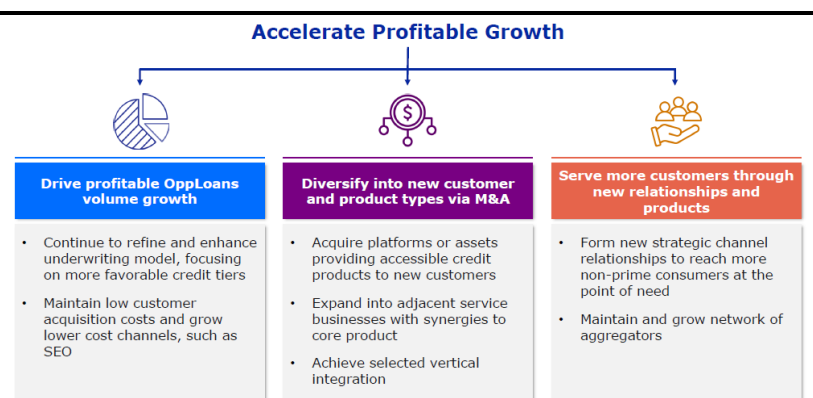 Accelerate Profitable Growth
$
Drive profitable OppLoans
volume growth
• Continue to refine and enhance
underwriting model, focusing
on more favorable credit tiers
• Maintain low customer
acquisition costs and grow
lower cost channels, such as
SEO
Diversify into new customer
and product types via M&A
• Acquire platforms or assets
providing accessible credit
products to new customers
• Expand into adjacent service
businesses with synergies to
core product
• Achieve selected vertical
integration
Serve more customers through
new relationships and
products
• Form new strategic channel
relationships to reach more
non-prime consumers at the
point of need
• Maintain and grow network of
aggregators